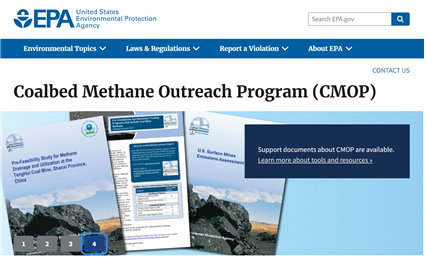 EPA
United States
Environmental Protection
Agency
Search EPA.gov
Environmental Topics
Laws & Regulations
Report a Violation
About EPA
CONTACT US
Coalbed Methane Outreach Program (CMOP)
Pre-Feasibility Study for Methane
Drainage and Utilization at the
TengHui Coal Mine, Shanxi Province,
China
U.S. Surface Mines
Emissions Assessment
Support documents about CMOP are available.
Learn more about tools and resources »
1
2
3
4